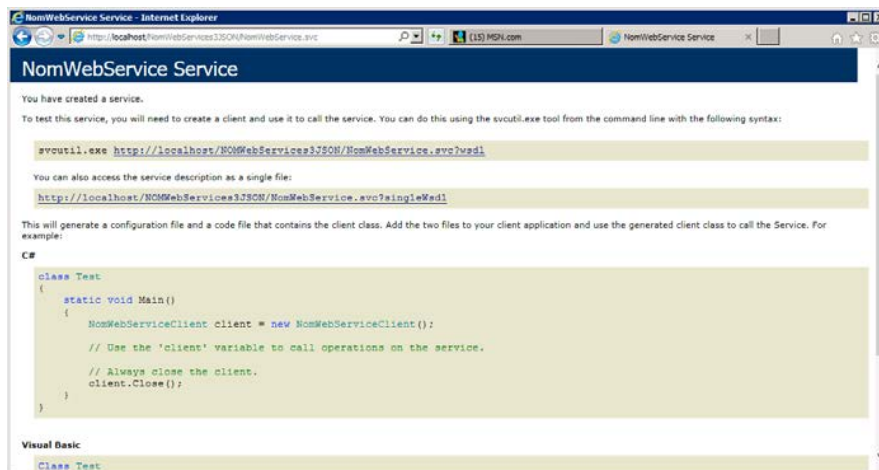 NomWebService Service - Internet Explorer
http://localhost/NomWebServices3JSON/NomWebService.svc
(15) MSN.com
NomWebService Service
NomWebService Service
You have created a service.
To test this service, you will need to create a client and use it to call the service. You can do this using the svcutil.exe tool from the command line with the following syntax:
svcutil.exe http://localhost/NOMWebServices3JSON/NomWebService.svc?wsdl
You can also access the service description as a single file:
http://localhost/NOMWebServices3JSON/NomWebService.svc?singleWsdl
This will generate a configuration file and a code file that contains the client class. Add the two files to your client application and use the generated client class to call the Service. For
example:
C#
class Test
{
static void Main()
{
NomWebServiceClient client = new NomWebServiceClient();
// Use the 'client' variable to call operations on the service.
// Always close the client.
client.Close();
}
}
Visual Basic
Class Test